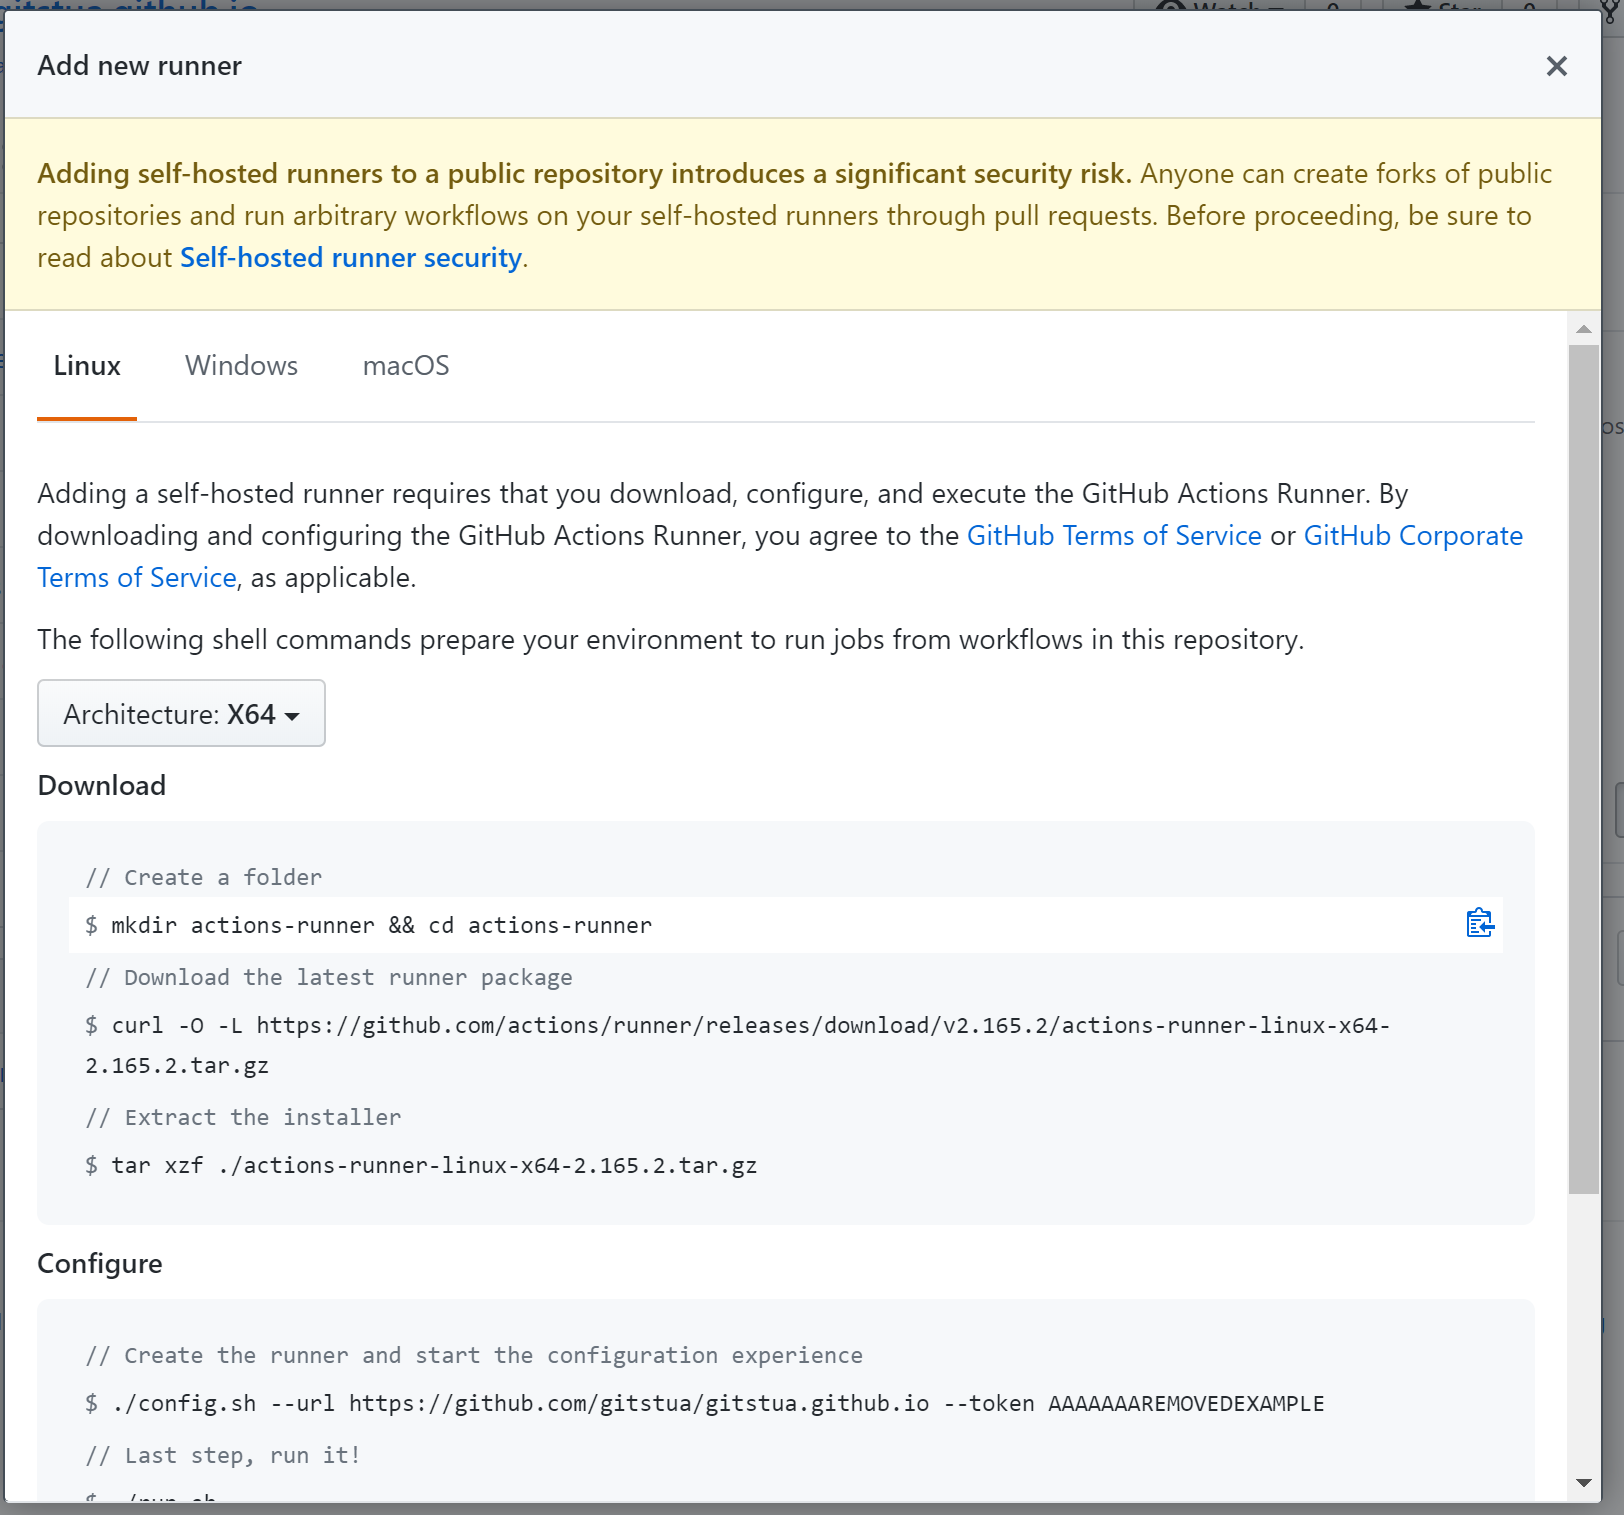 gitstua.github.io
Watch
0
Star
0
Add new runner
Adding self-hosted runners to a public repository introduces a significant security risk. Anyone can create forks of public
repositories and run arbitrary workflows on your self-hosted runners through pull requests. Before proceeding, be sure to
read about Self-hosted runner security.
Linux Windows macOS
Adding a self-hosted runner requires that you download, configure, and execute the GitHub Actions Runner. By
downloading and configuring the GitHub Actions Runner, you agree to the GitHub Terms of Service or GitHub Corporate
Terms of Service, as applicable.
The following shell commands prepare your environment to run jobs from workflows in this repository.
Architecture: X64
Download
// Create a folder
$ mkdir actions-runner && cd actions-runner
// Download the latest runner package
$ curl -O -L https://github.com/actions/runner/releases/download/v2.165.2/actions-runner-linux-x64-
2.165.2.tar.gz
// Extract the installer
$ tar xzf ./actions-runner-linux-x64-2.165.2.tar.gz
Configure
// Create the runner and start the configuration experience
$ ./config.sh --url https://github.com/gitstua/gitstua.github.io --token AAAAAAAREMOVEDEXAMPLE
// Last step, run it!
$ ./run.sh